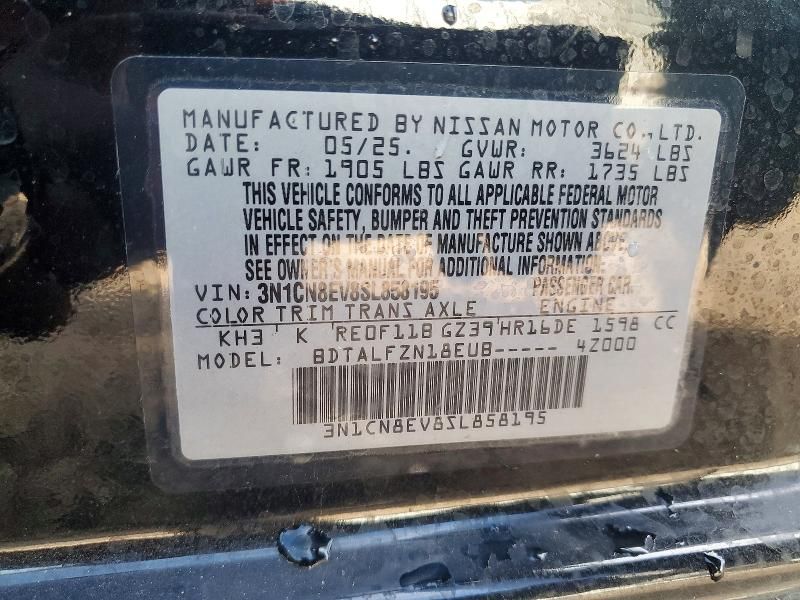 MANUFACTURED BY NISSAN MOTOR CO., LTD.
DATE: 05/25. GVWR: 3624 LBS
GAWR FR: 1905 LBS GAWR RR: 1735 LBS
THIS VEHICLE CONFORMS TO ALL APPLICABLE FEDERAL MOTOR
VEHICLE SAFETY, BUMPER AND THEFT PREVENTION STANDARDS
IN EFFECT ON THE DATE OF MANUFACTURE SHOWN ABOVE.
SEE OWNER'S MANUAL FOR ADDITIONAL INFORMATION.
VIN: 3N1CN8EV8SL858195 PASSENGER CAR
COLOR TRIM TRANS AXLE ENGINE
KH3 K RE0F11B GZ39 HR16DE 1598 CC
MODEL: BDTALFZN18EUB----- 4Z000
3N1CN8EV8SL858195